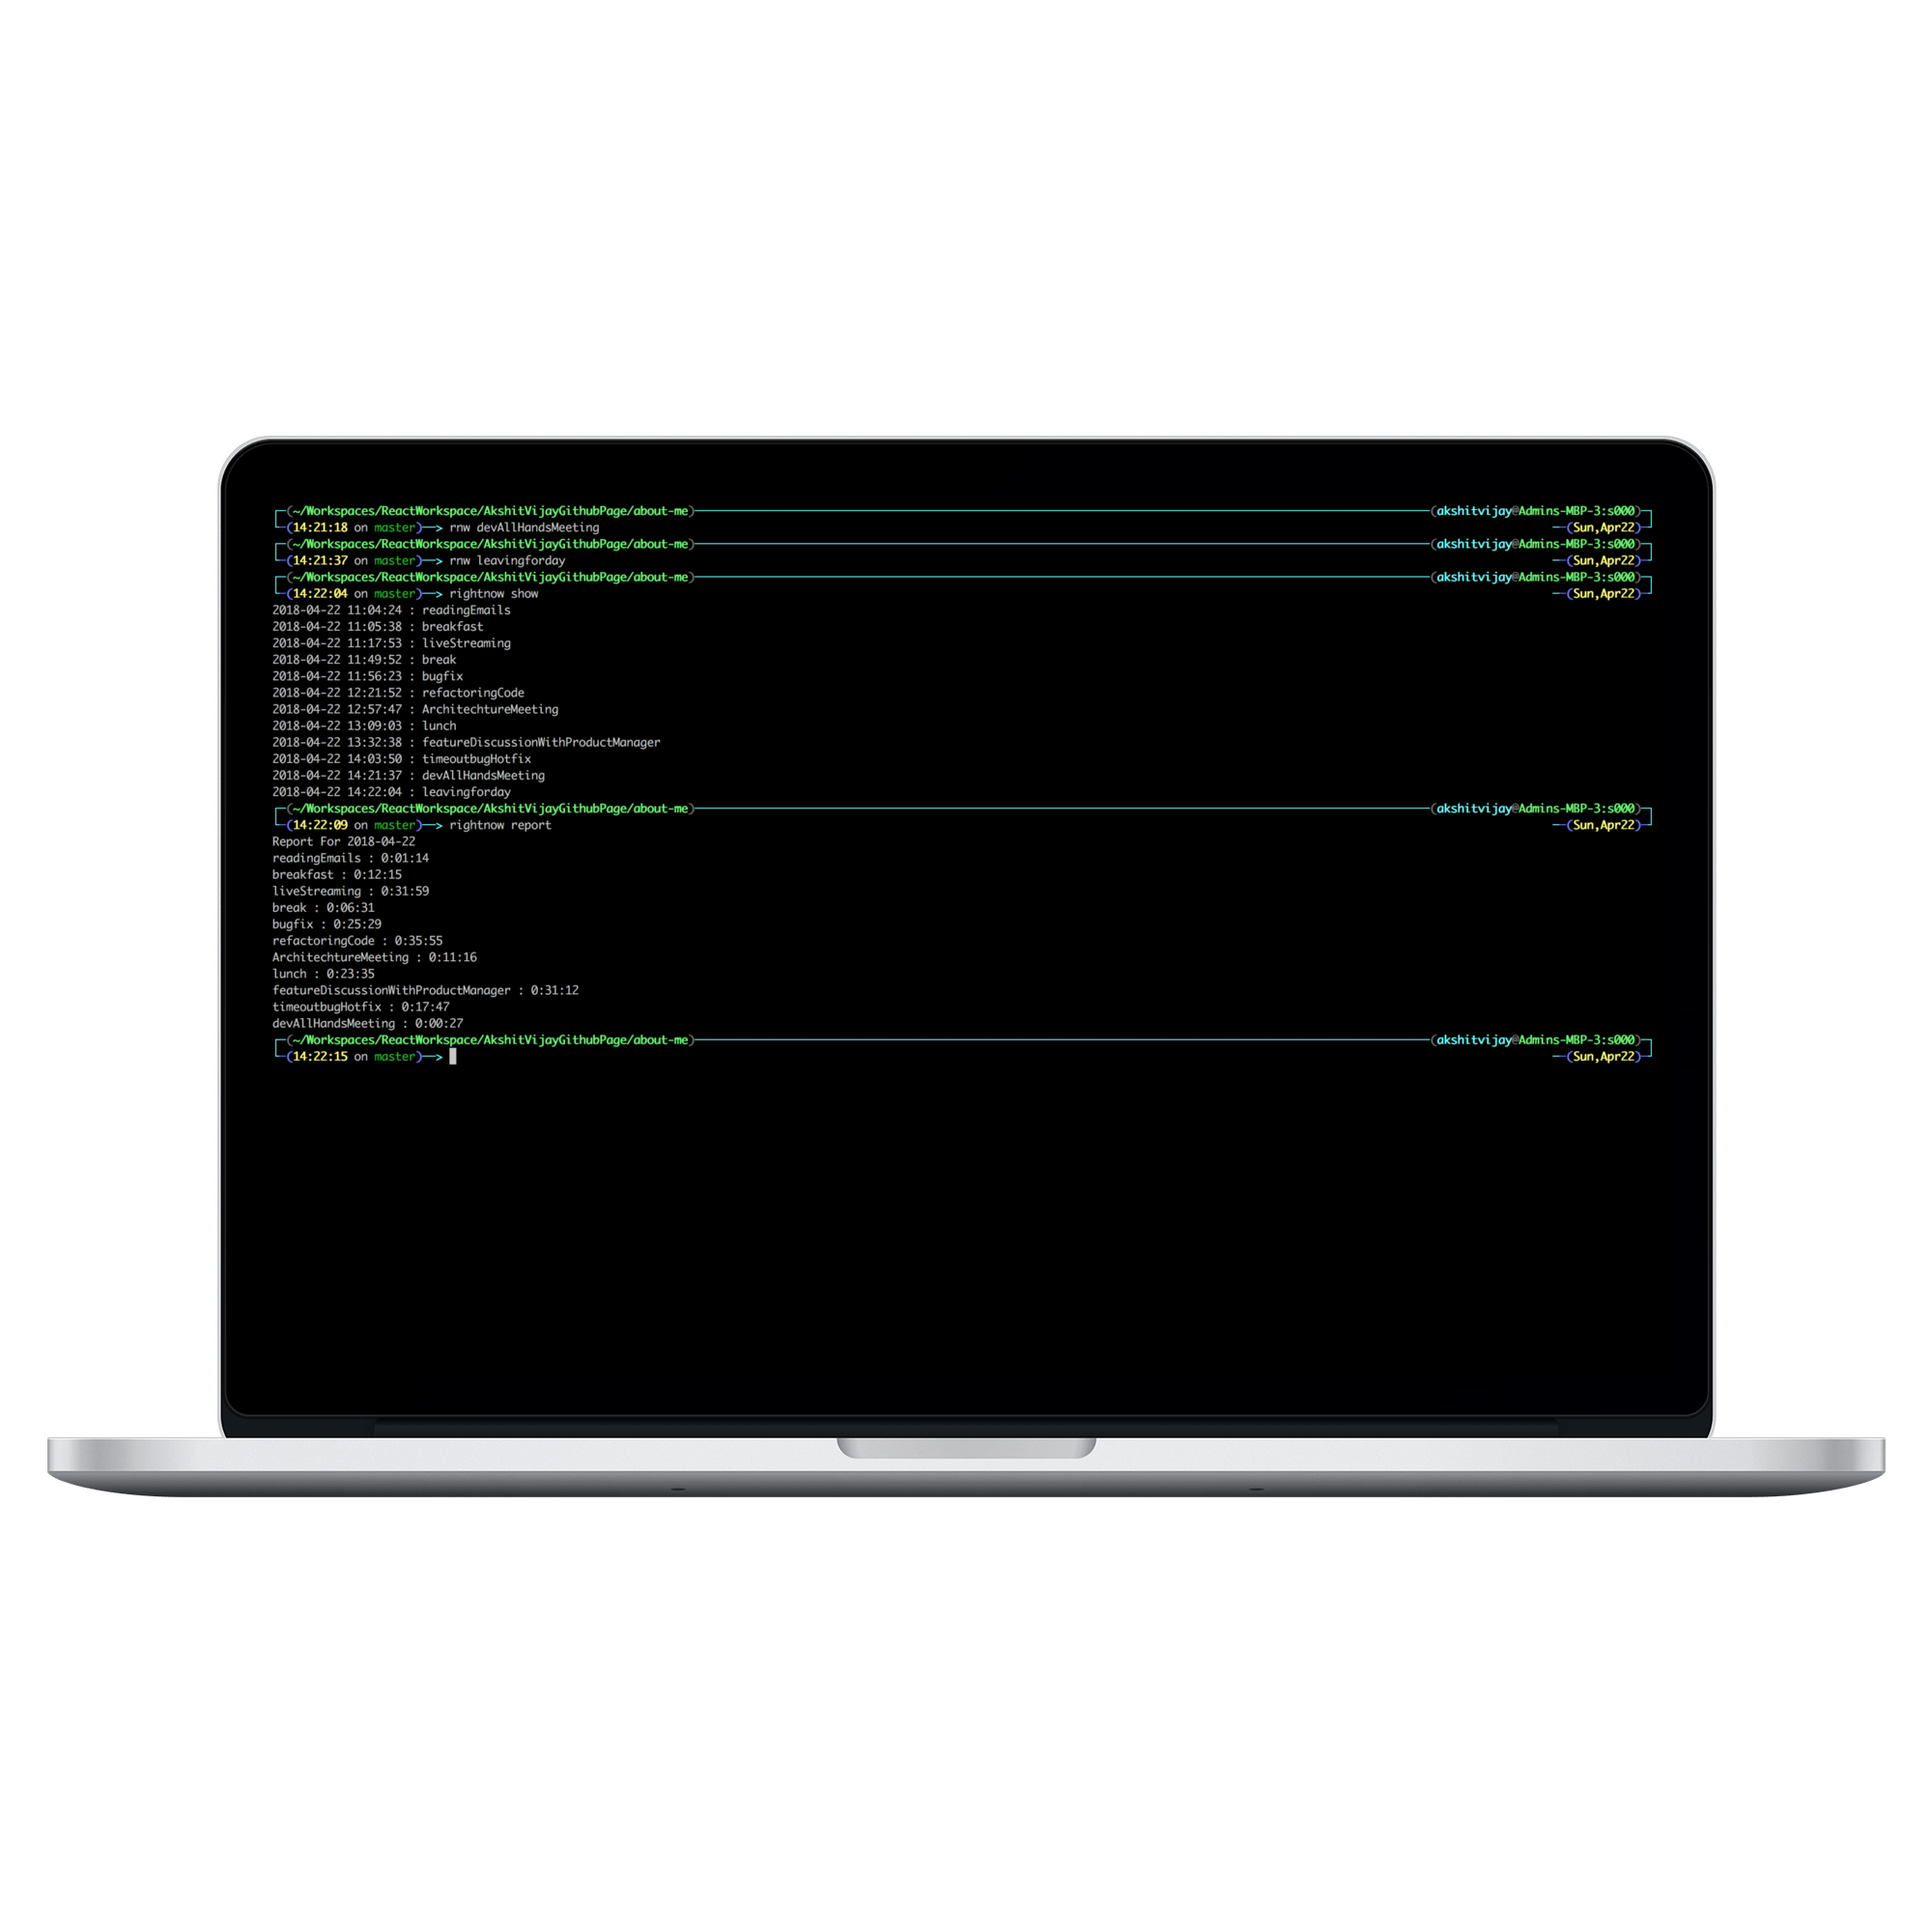 (~/Workspaces/ReactWorkspace/AkshitVijayGithubPage/about-me) (akshitvijay@Admins-MBP-3:s000)
(14:21:18 on master)—> rnw devAllHandsMeeting (Sun,Apr22)
(~/Workspaces/ReactWorkspace/AkshitVijayGithubPage/about-me) (akshitvijay@Admins-MBP-3:s000)
(14:21:37 on master)—> rnw leavingforday (Sun,Apr22)
(~/Workspaces/ReactWorkspace/AkshitVijayGithubPage/about-me) (akshitvijay@Admins-MBP-3:s000)
(14:22:04 on master)—> rightnow show (Sun,Apr22)
2018-04-22 11:04:24 : readingEmails
2018-04-22 11:05:38 : breakfast
2018-04-22 11:17:53 : liveStreaming
2018-04-22 11:49:52 : break
2018-04-22 11:56:23 : bugfix
2018-04-22 12:21:52 : refactoringCode
2018-04-22 12:57:47 : ArchitechtureMeeting
2018-04-22 13:09:03 : lunch
2018-04-22 13:32:38 : featureDiscussionWithProductManager
2018-04-22 14:03:50 : timeoutbugHotfix
2018-04-22 14:21:37 : devAllHandsMeeting
2018-04-22 14:22:04 : leavingforday
(~/Workspaces/ReactWorkspace/AkshitVijayGithubPage/about-me) (akshitvijay@Admins-MBP-3:s000)
(14:22:09 on master)—> rightnow report (Sun,Apr22)
Report For 2018-04-22
readingEmails : 0:01:14
breakfast : 0:12:15
liveStreaming : 0:31:59
break : 0:06:31
bugfix : 0:25:29
refactoringCode : 0:35:55
ArchitechtureMeeting : 0:11:16
lunch : 0:23:35
featureDiscussionWithProductManager : 0:31:12
timeoutbugHotfix : 0:17:47
devAllHandsMeeting : 0:00:27
(~/Workspaces/ReactWorkspace/AkshitVijayGithubPage/about-me) (akshitvijay@Admins-MBP-3:s000)
(14:22:15 on master)—> (Sun,Apr22)